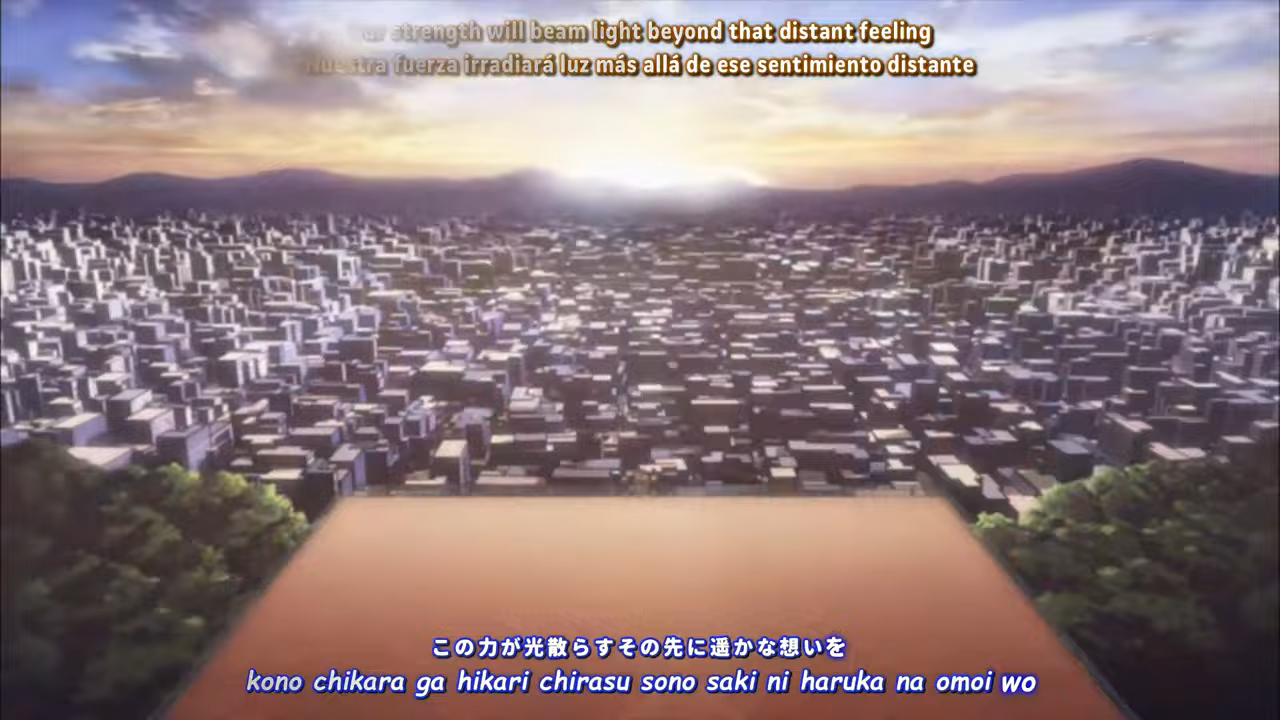 strength will beam light beyond that distant feeling
Nuestra fuerza irradiará luz más allá de ese sentimiento distante
この力が光散らすその先に遥かな想いを
kono chikara ga hikari chirasu sono saki ni haruka na omoi wo